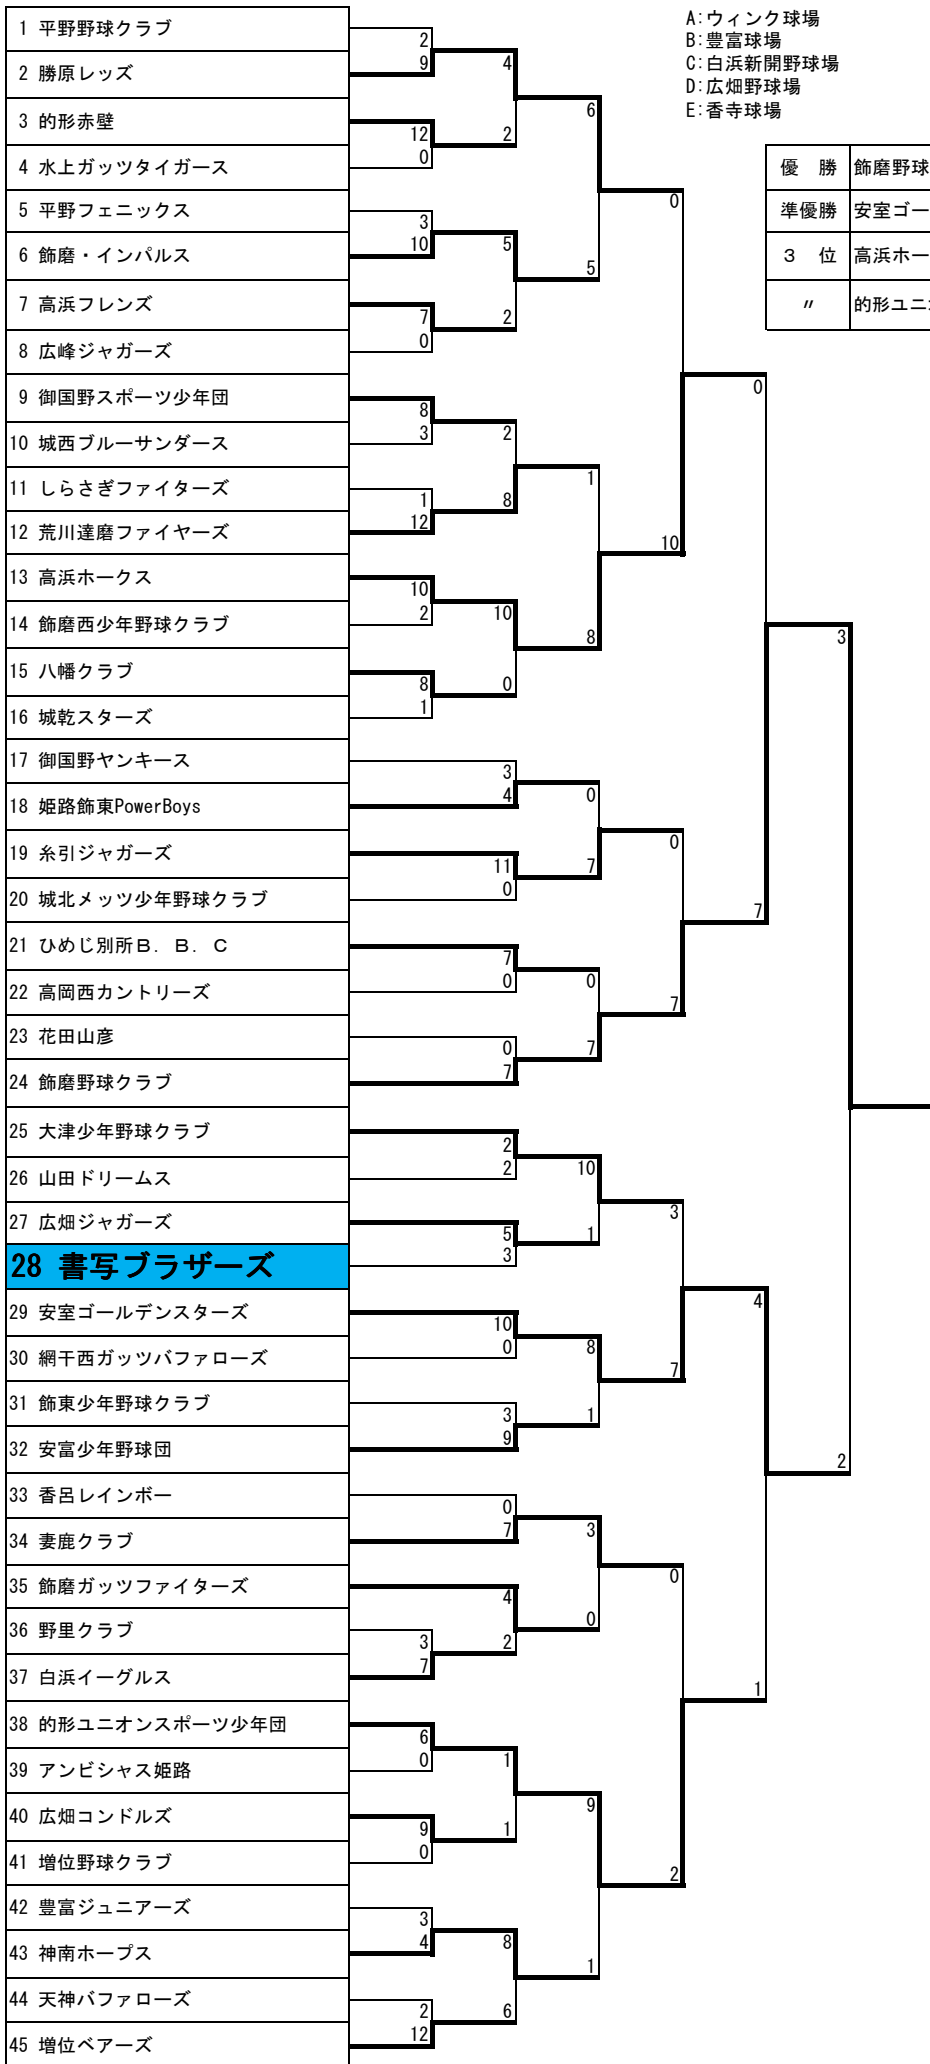 A:ウィンク球場
B:豊富球場
C:白浜新開野球場
D:広畑野球場
E:香寺球場
優　勝 飾磨野球
準優勝 安室ゴー
３　位 高浜ホー
〃 的形ユニ
1 平野野球クラブ
2
9
2 勝原レッズ
4
3 的形赤壁
12
2
6
4 水上ガッツタイガース
0
5 平野フェニックス
3
0
6 飾磨・インパルス
10
5
5
7 高浜フレンズ
7
2
8 広峰ジャガーズ
0
9 御国野スポーツ少年団
8
0
10 城西ブルーサンダース
3
2
11 しらさぎファイターズ
1
8
1
12 荒川達磨ファイヤーズ
12
10
13 高浜ホークス
10
14 飾磨西少年野球クラブ
2
10
8
15 八幡クラブ
8
0
3
16 城乾スターズ
1
17 御国野ヤンキース
3
18 姫路飾東PowerBoys
4
0
0
19 糸引ジャガーズ
11
7
20 城北メッツ少年野球クラブ
0
7
21 ひめじ別所Ｂ．Ｂ．Ｃ
7
22 高岡西カントリーズ
0
0
7
23 花田山彦
0
7
24 飾磨野球クラブ
7
25 大津少年野球クラブ
2
26 山田ドリームス
2
10
3
27 広畑ジャガーズ
5
1
28 書写ブラザーズ
3
29 安室ゴールデンスターズ
10
4
30 網干西ガッツバファローズ
0
8
7
31 飾東少年野球クラブ
3
1
32 安富少年野球団
9
2
33 香呂レインボー
0
34 妻鹿クラブ
7
3
0
35 飾磨ガッツファイターズ
4
0
36 野里クラブ
3
2
37 白浜イーグルス
7
1
38 的形ユニオンスポーツ少年団
6
39 アンビシャス姫路
0
1
40 広畑コンドルズ
9
1
9
41 増位野球クラブ
0
2
42 豊富ジュニアーズ
3
43 神南ホープス
4
8
1
44 天神バファローズ
2
6
45 増位ベアーズ
12